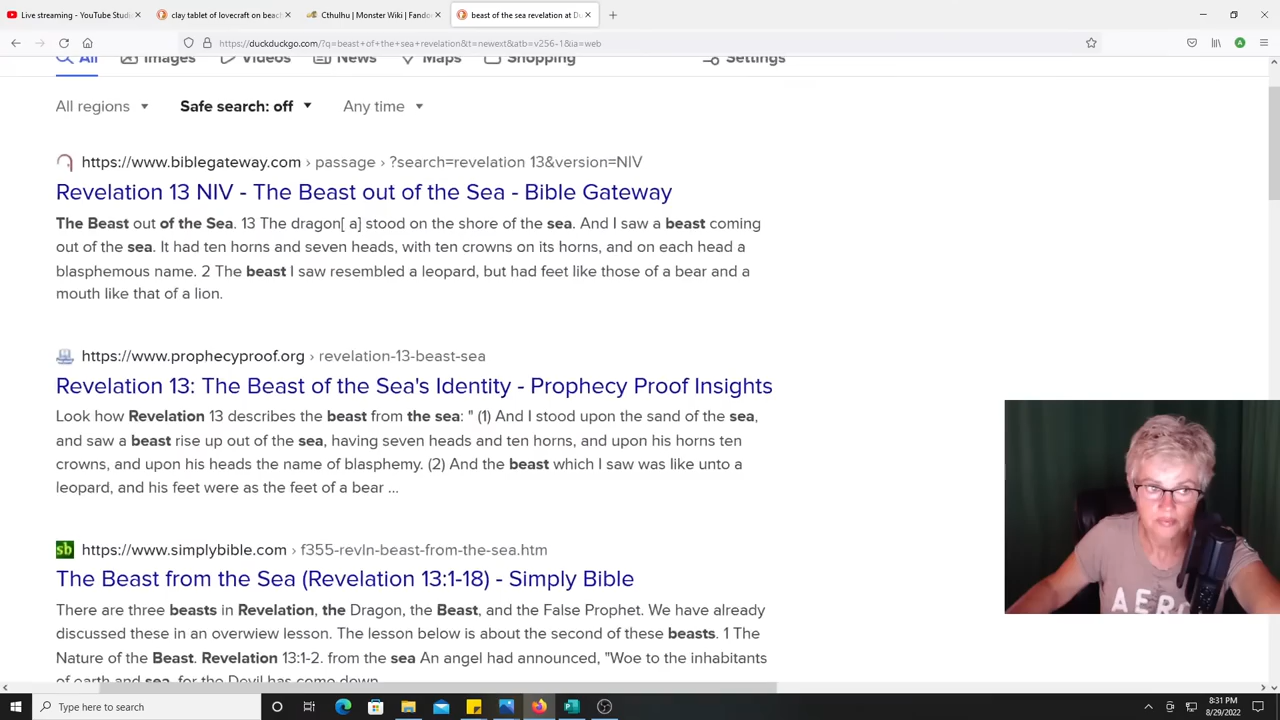 Live streaming - YouTube Studi
clay tablet of lovecraft on beach
Cthulhu | Monster Wiki | Fandom
beast of the sea revelation at Du
https://duckduckgo.com/?q=beast+of+the+sea+revelation&t=newext&atb=v256-1&ia=web
All Images Videos News Maps Shopping Settings
All regions Safe search: off Any time
https://www.biblegateway.com › passage › ?search=revelation 13&version=NIV
Revelation 13 NIV - The Beast out of the Sea - Bible Gateway
The Beast out of the Sea. 13 The dragon[ a] stood on the shore of the sea. And I saw a beast coming
out of the sea. It had ten horns and seven heads, with ten crowns on its horns, and on each head a
blasphemous name. 2 The beast I saw resembled a leopard, but had feet like those of a bear and a
mouth like that of a lion.
https://www.prophecyproof.org › revelation-13-beast-sea
Revelation 13: The Beast of the Sea's Identity - Prophecy Proof Insights
Look how Revelation 13 describes the beast from the sea: " (1) And I stood upon the sand of the sea,
and saw a beast rise up out of the sea, having seven heads and ten horns, and upon his horns ten
crowns, and upon his heads the name of blasphemy. (2) And the beast which I saw was like unto a
leopard, and his feet were as the feet of a bear ...
sb https://www.simplybible.com › f355-revln-beast-from-the-sea.htm
The Beast from the Sea (Revelation 13:1-18) - Simply Bible
There are three beasts in Revelation, the Dragon, the Beast, and the False Prophet. We have already
discussed these in an overwiew lesson. The lesson below is about the second of these beasts. 1 The
Nature of the Beast. Revelation 13:1-2. from the sea An angel had announced, "Woe to the inhabitants
of earth and sea, for the Devil has come down
AERO
Type here to search
8:31 PM
8/29/2022